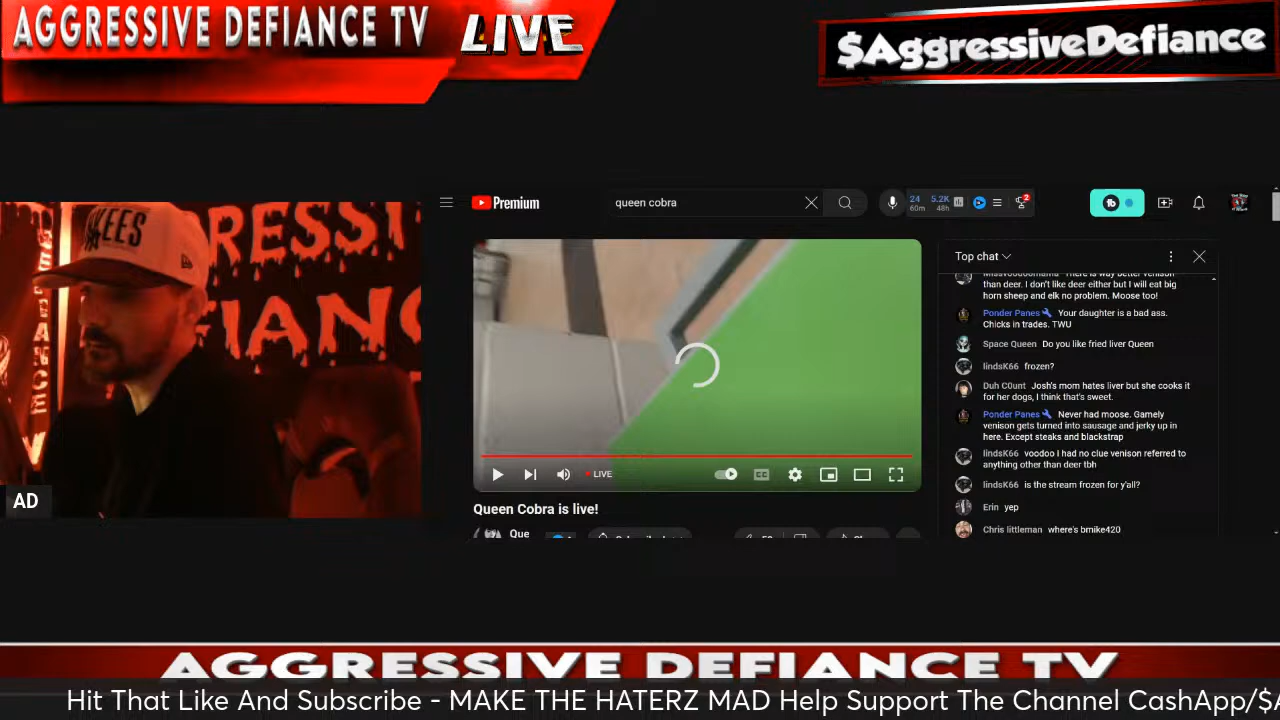 AGGRESSIVE DEFIANCE TV
LIVE
$AggressiveDefiance
Premium
queen cobra
24
60m
5.2K
48h
2
tb
Top chat
There is way better venison
than deer. I don't like deer either but I will eat big
horn sheep and elk no problem. Moose too!
Ponder Panes Your daughter is a bad ass.
Chicks in trades. TWU
Space Queen Do you like fried liver Queen
lindsK66 frozen?
Duh C0unt Josh's mom hates liver but she cooks it
for her dogs, I think that's sweet.
Ponder Panes Never had moose. Gamely
venison gets turned into sausage and jerky up in
here. Except steaks and blackstrap
lindsK66 voodoo I had no clue venison referred to
anything other than deer tbh
lindsK66 is the stream frozen for y'all?
Erin yep
Chris littleman where's bmike420
LIVE
CC
Queen Cobra is live!
Que
AD
AGGRESSIVE DEFIANCE TV
Hit That Like And Subscribe - MAKE THE HATERZ MAD Help Support The Channel CashApp/$